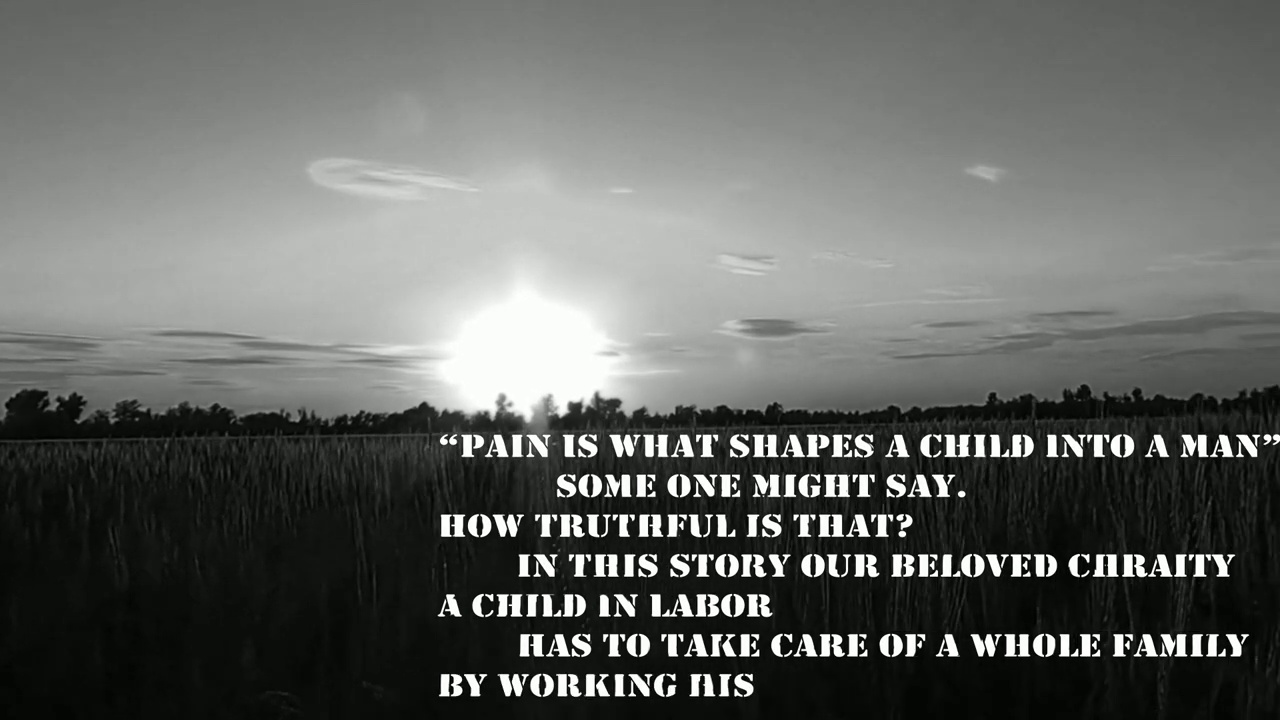 “PAIN IS WHAT SHAPES A CHILD INTO A MAN”
SOME ONE MIGHT SAY.
HOW TRUTHFUL IS THAT?
IN THIS STORY OUR BELOVED CHRAITY
A CHILD IN LABOR
HAS TO TAKE CARE OF A WHOLE FAMILY
BY WORKING HIS